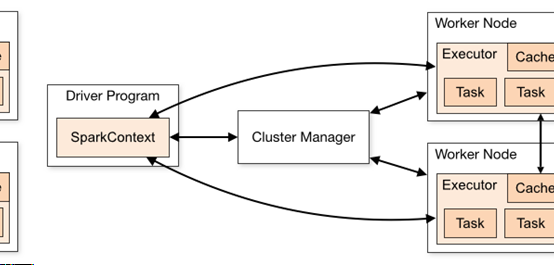 Driver Program
SparkContext
Cluster Manager
Worker Node
Executor
Cache
Task Task
Worker Node
Executor
Cache
Task Task